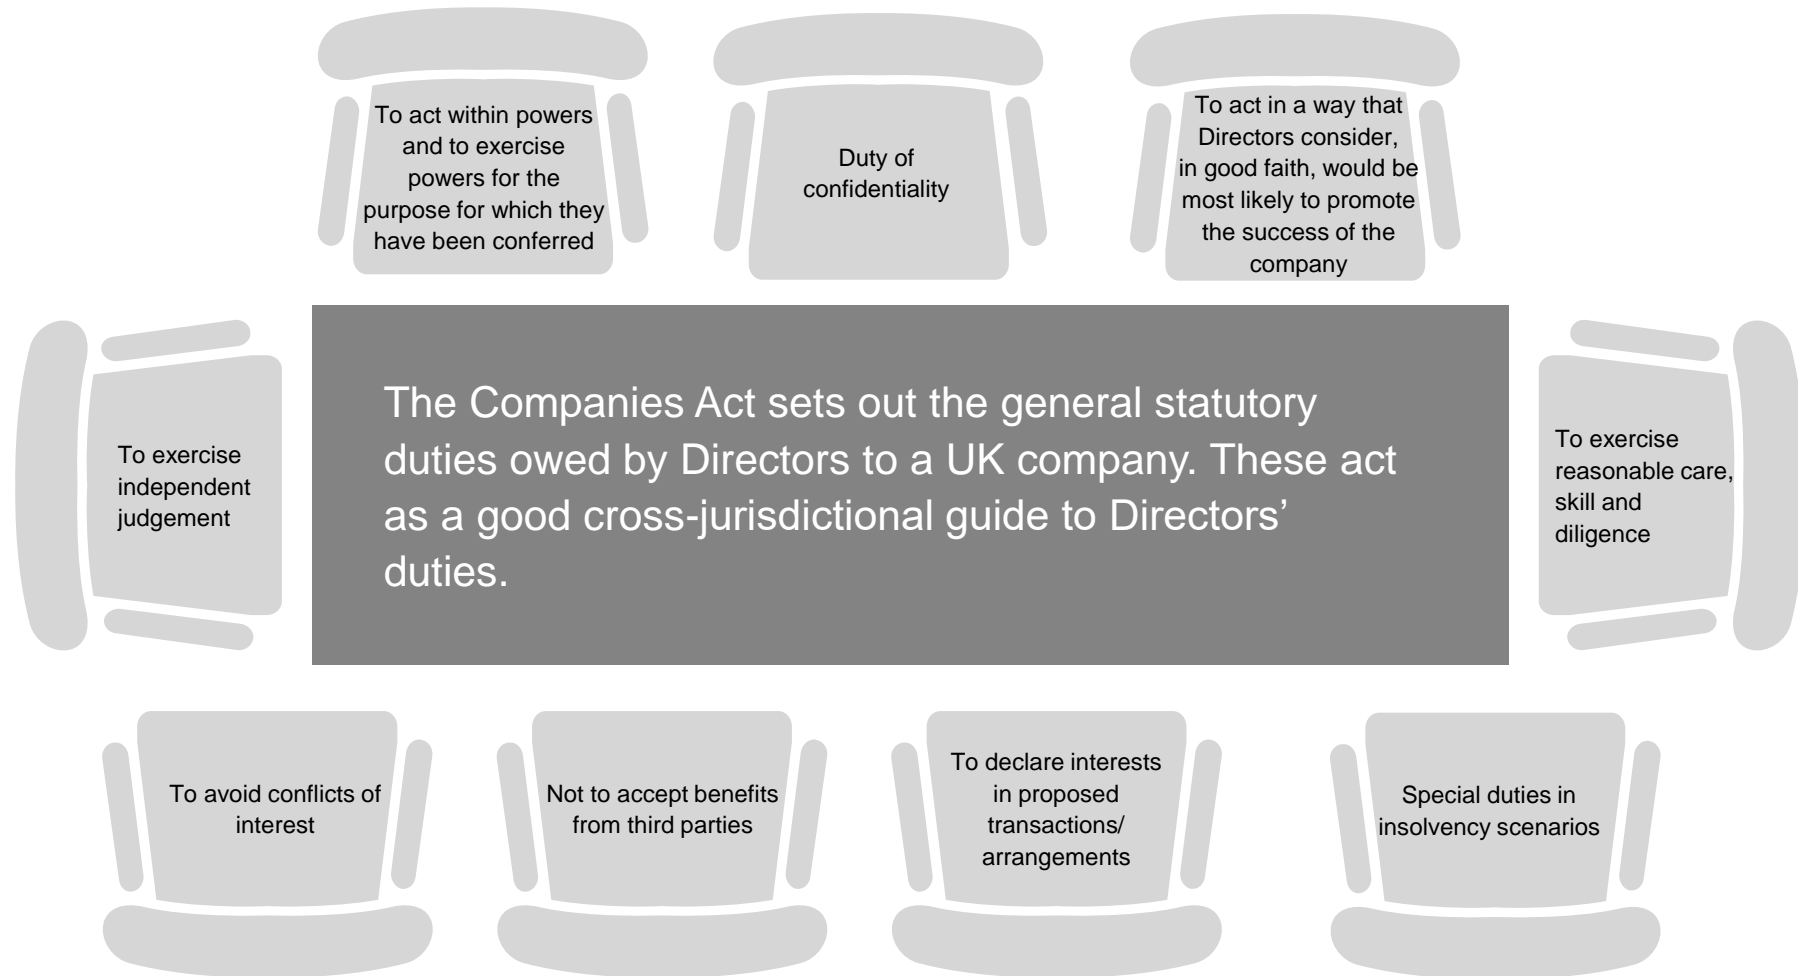 To act within powers
and to exercise
powers for the
purpose for which they
have been conferred
Duty of
confidentiality
To act in a way that
Directors consider,
in good faith, would be
most likely to promote
the success of the
company
To exercise
independent
judgement
The Companies Act sets out the general statutory
duties owed by Directors to a UK company. These act
as a good cross-jurisdictional guide to Directors’
duties.
To exercise
reasonable care,
skill and
diligence
To avoid conflicts of
interest
Not to accept benefits
from third parties
To declare interests
in proposed
transactions/
arrangements
Special duties in
insolvency scenarios